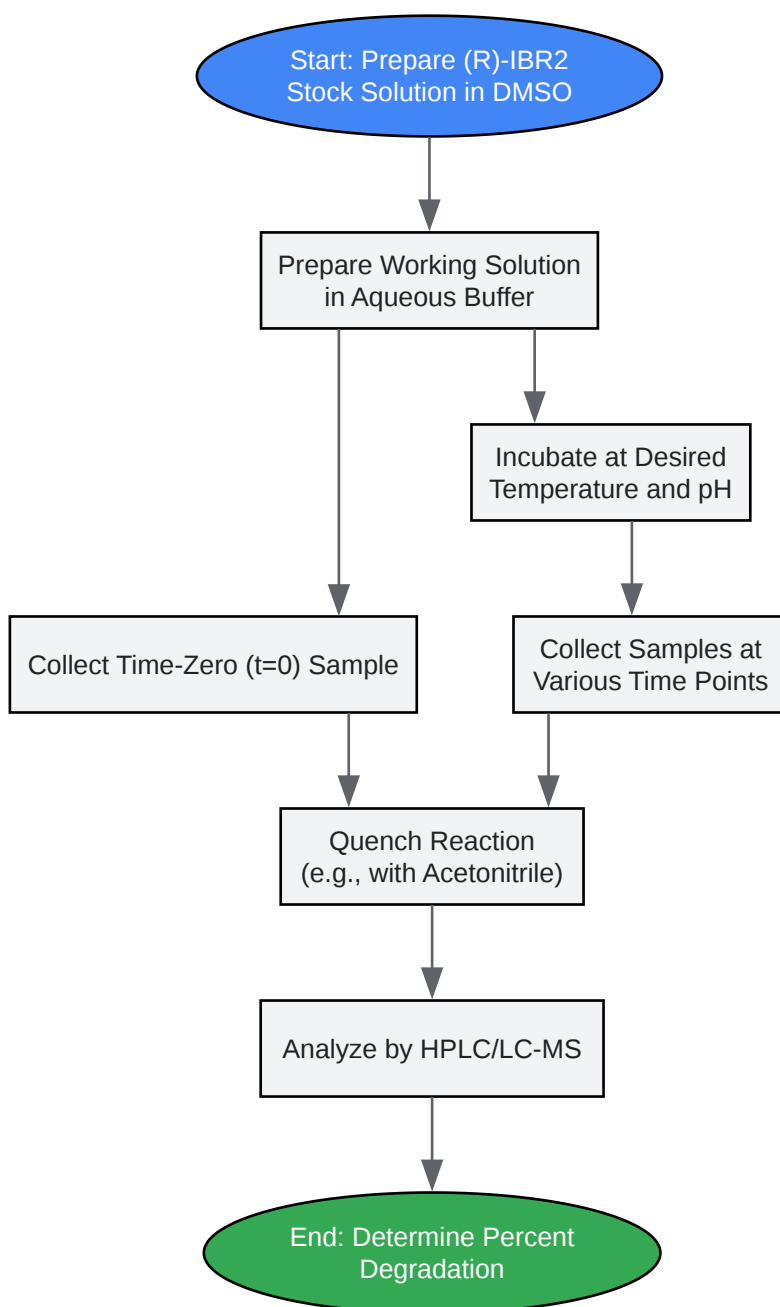 Start: Prepare (R)-IBR2
Stock Solution in DMSO
Prepare Working Solution
in Aqueous Buffer
Incubate at Desired
Temperature and pH
Collect Time-Zero (t=0) Sample
Collect Samples at
Various Time Points
Quench Reaction
(e.g., with Acetonitrile)
Analyze by HPLC/LC-MS
End: Determine Percent
Degradation